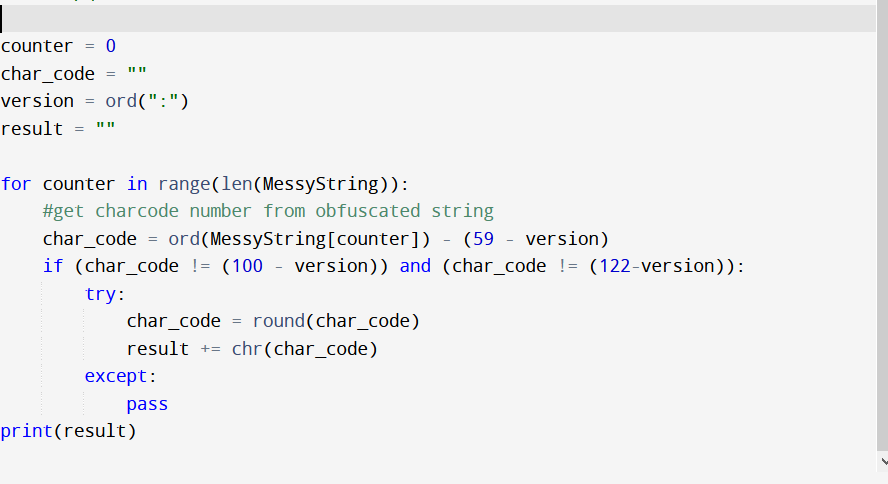 counter = 0
char_code = ""
version = ord(":")
result = ""
for counter in range(len(MessyString)):
#get charcode number from obfuscated string
char_code = ord(MessyString[counter]) - (59 - version)
if (char_code != (100 - version)) and (char_code != (122-version)):
try:
char_code = round(char_code)
result += chr(char_code)
except:
pass
print(result)